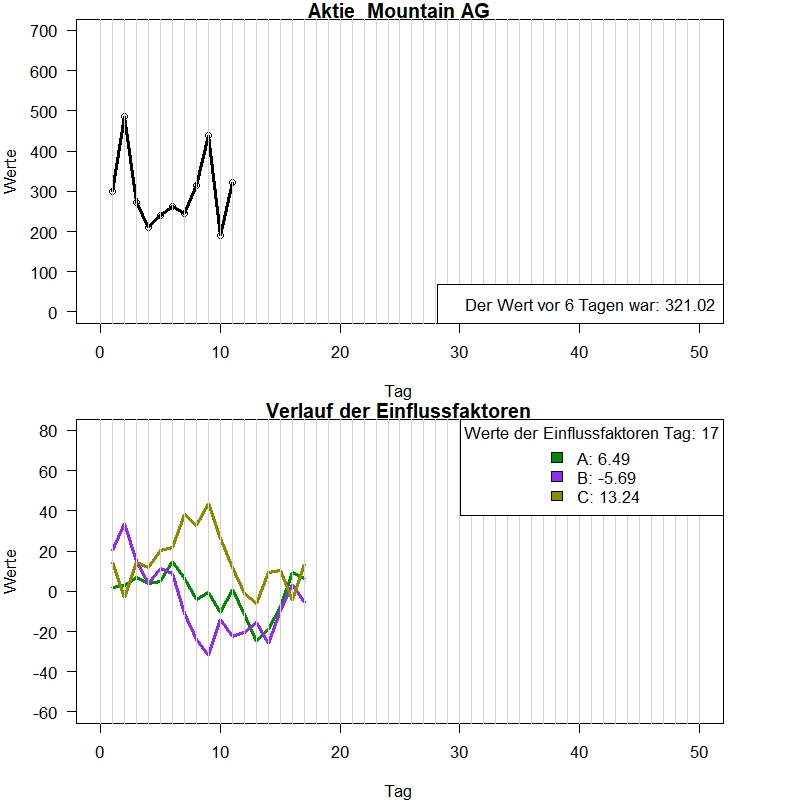 Aktie  Mountain AG
700
600
500
400
300
200
100
0
Werte
Der Wert vor 6 Tagen war: 321.02
0 10 20 30 40 50
Tag
Verlauf der Einflussfaktoren
80
60
40
20
0
-20
-40
-60
Werte
Werte der Einflussfaktoren Tag: 17
A: 6.49
B: -5.69
C: 13.24
0 10 20 30 40 50
Tag